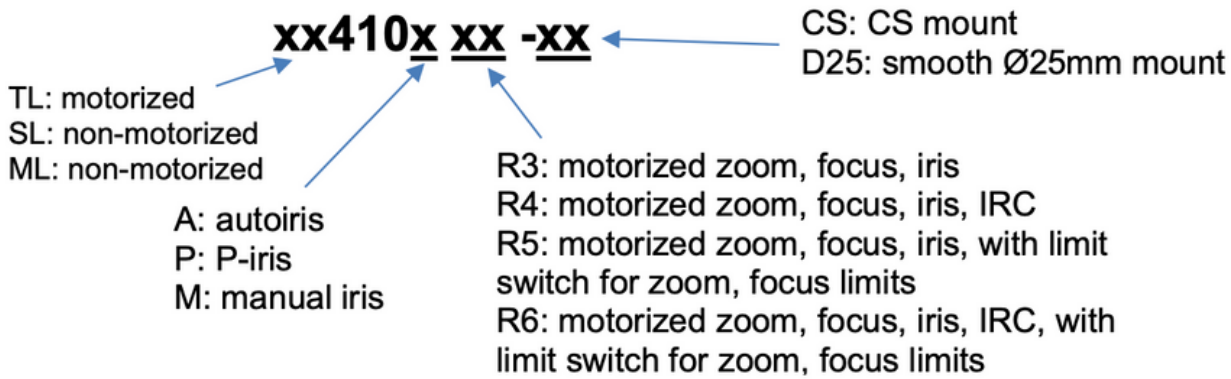 xx410x xx -xx
CS: CS mount
D25: smooth Ø25mm mount
TL: motorized
SL: non-motorized
ML: non-motorized
A: autoiris
P: P-iris
M: manual iris
R3: motorized zoom, focus, iris
R4: motorized zoom, focus, iris, IRC
R5: motorized zoom, focus, iris, with limit
switch for zoom, focus limits
R6: motorized zoom, focus, iris, IRC, with
limit switch for zoom, focus limits